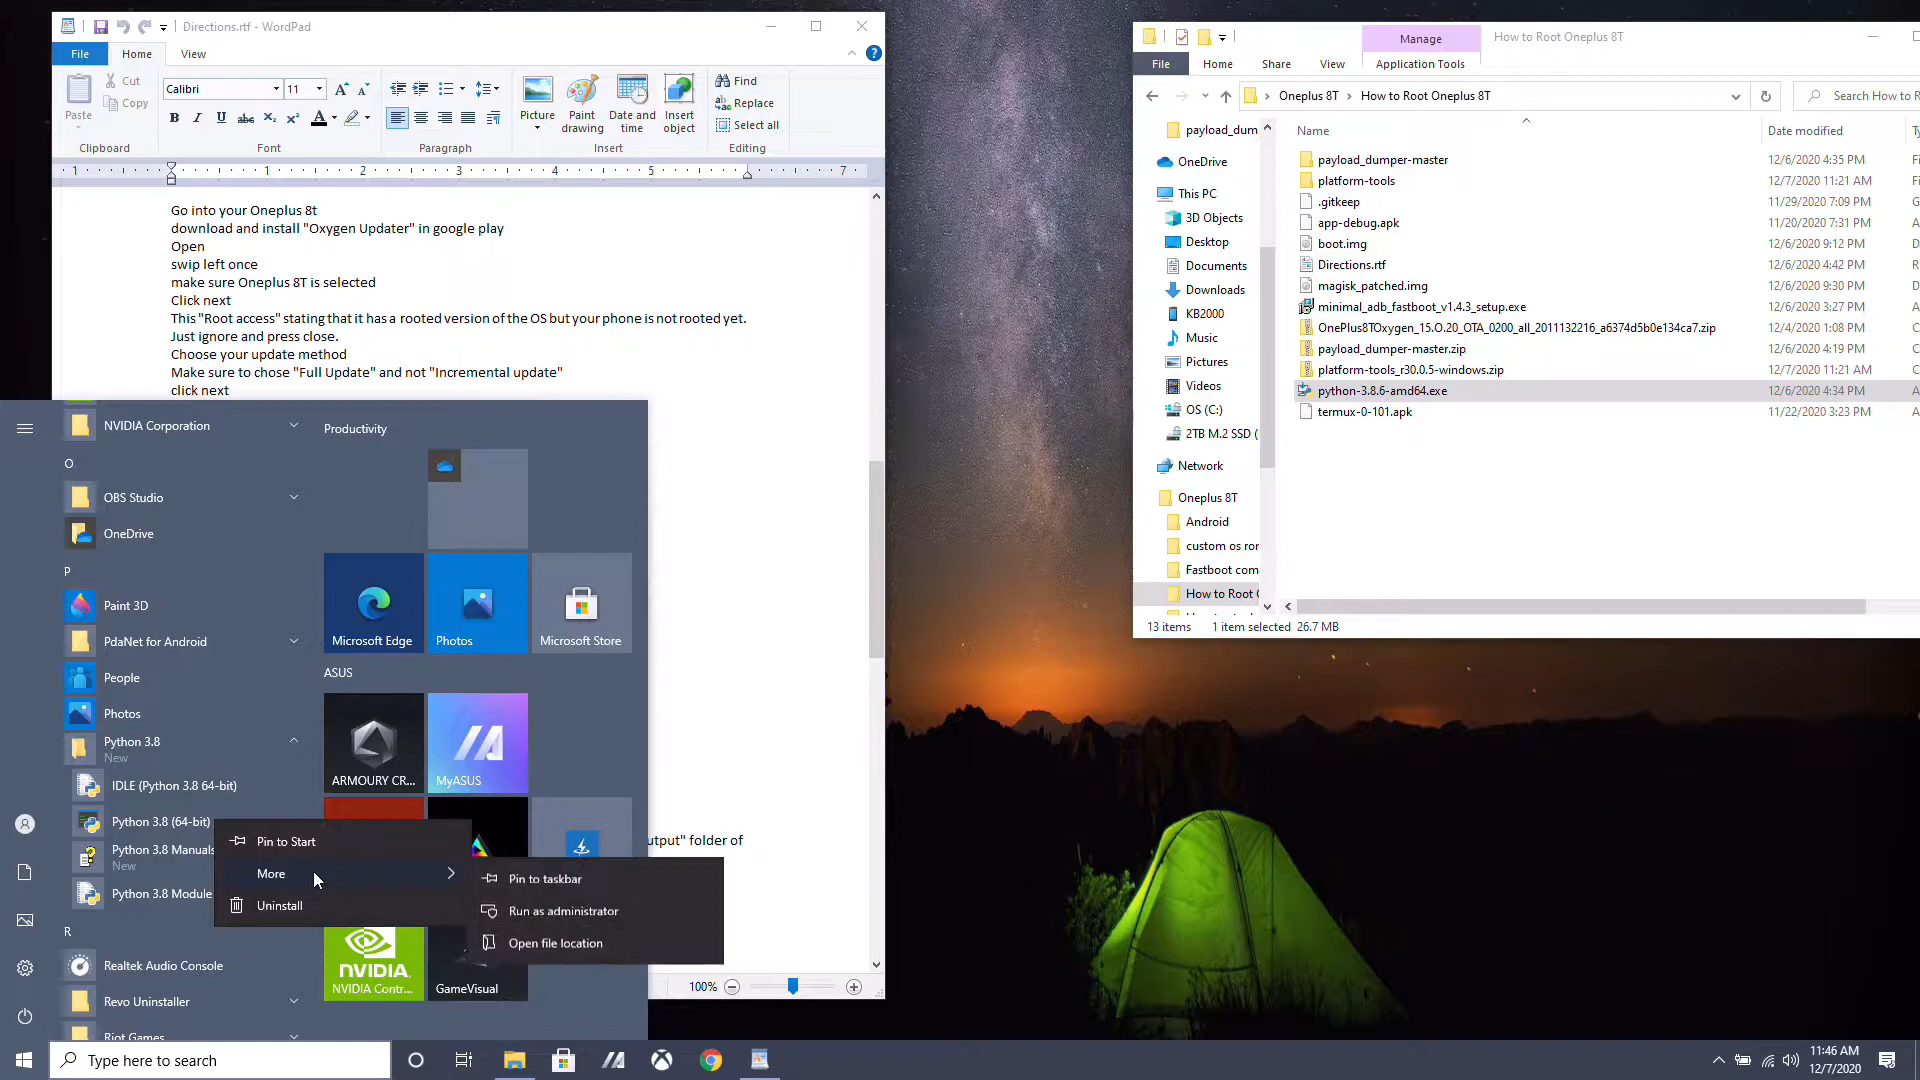 Directions.rtf - WordPad
File
Home
View
Paste
Cut
Copy
Clipboard
Calibri
11
B
I
U
abc
Font
Paragraph
Picture
Paint drawing
Date and time
Insert object
Insert
Find
Replace
Select all
Editing
1 1 2 3 4 5 7
Go into your Oneplus 8t
download and install "Oxygen Updater" in google play
Open
swip left once
make sure Oneplus 8T is selected
Click next
This "Root access" stating that it has a rooted version of the OS but your phone is not rooted yet.
Just ignore and press close.
Choose your update method
Make sure to chose "Full Update" and not "Incremental update"
click next
utput" folder of
100%
NVIDIA Corporation
O
OBS Studio
OneDrive
P
Paint 3D
PdaNet for Android
People
Photos
Python 3.8
New
IDLE (Python 3.8 64-bit)
Python 3.8 (64-bit)
Python 3.8 Manuals
New
Python 3.8 Module
R
Realtek Audio Console
Revo Uninstaller
Riot Games
Productivity
Microsoft Edge
Photos
Microsoft Store
ASUS
ARMOURY CR...
MyASUS
NVIDIA.
NVIDIA Contr...
GameVisual
Pin to Start
More
Uninstall
Pin to taskbar
Run as administrator
Open file location
Manage
How to Root Oneplus 8T
File
Home
Share
View
Application Tools
Oneplus 8T
How to Root Oneplus 8T
Search How to R
payload_dum
OneDrive
This PC
3D Objects
Desktop
Documents
Downloads
KB2000
Music
Pictures
Videos
OS (C:)
2TB M.2 SSD (
Network
Oneplus 8T
Android
custom os ror
Fastboot com
How to Root (
Name Date modified Ty
payload_dumper-master 12/6/2020 4:35 PM Fi
platform-tools 12/7/2020 11:21 AM Fi
.gitkeep 11/29/2020 7:09 PM G
app-debug.apk 11/20/2020 7:31 PM A
boot.img 12/6/2020 9:12 PM D
Directions.rtf 12/6/2020 4:42 PM R
magisk_patched.img 12/6/2020 9:30 PM D
minimal_adb_fastboot_v1.4.3_setup.exe 12/6/2020 3:27 PM A
OnePlus8TOxygen_15.O.20_OTA_0200_all_2011132216_a6374d5b0e134ca7.zip 12/4/2020 1:08 PM C
payload_dumper-master.zip 12/6/2020 4:19 PM C
platform-tools_r30.0.5-windows.zip 12/7/2020 11:21 AM C
python-3.8.6-amd64.exe 12/6/2020 4:34 PM A
termux-0-101.apk 11/22/2020 3:23 PM A
13 items 1 item selected 26.7 MB
Type here to search
11:46 AM
12/7/2020